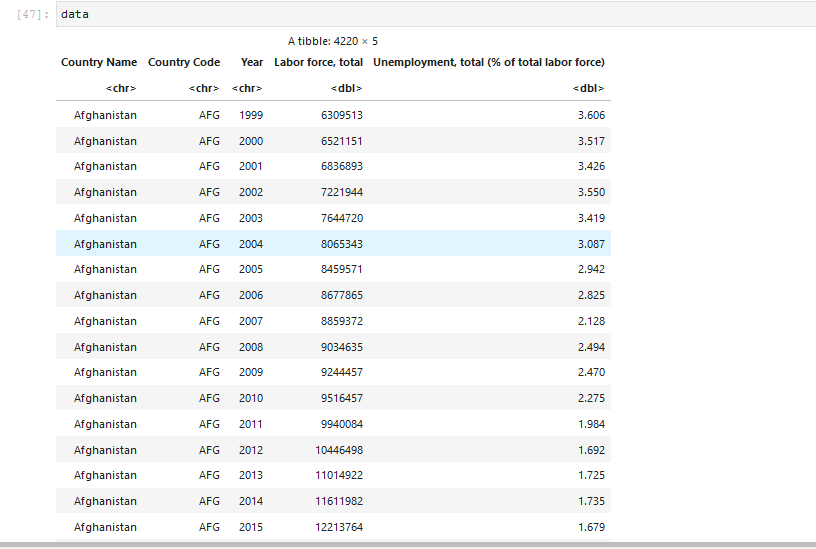 [47]: data
A tibble: 4220 × 5
Country Name Country Code Year Labor force, total Unemployment, total (% of total labor force)
<chr> <chr> <chr> <dbl> <dbl>
Afghanistan AFG 1999 6309513 3.606
Afghanistan AFG 2000 6521151 3.517
Afghanistan AFG 2001 6836893 3.426
Afghanistan AFG 2002 7221944 3.550
Afghanistan AFG 2003 7644720 3.419
Afghanistan AFG 2004 8065343 3.087
Afghanistan AFG 2005 8459571 2.942
Afghanistan AFG 2006 8677865 2.825
Afghanistan AFG 2007 8859372 2.128
Afghanistan AFG 2008 9034635 2.494
Afghanistan AFG 2009 9244457 2.470
Afghanistan AFG 2010 9516457 2.275
Afghanistan AFG 2011 9940084 1.984
Afghanistan AFG 2012 10446498 1.692
Afghanistan AFG 2013 11014922 1.725
Afghanistan AFG 2014 11611982 1.735
Afghanistan AFG 2015 12213764 1.679